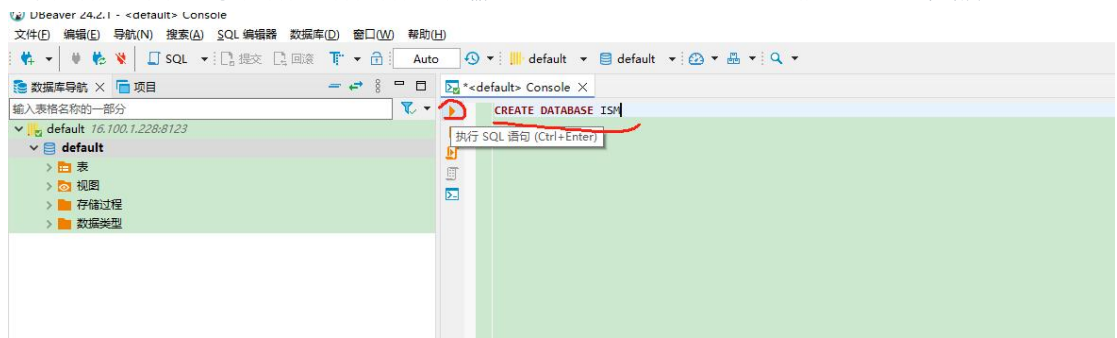 DBeaver 24.2.1 - <default> Console
文件(F) 编辑(E) 导航(N) 搜索(A) SQL 编辑器 数据库(D) 窗口(W) 帮助(H)
SQL 提交 回滚 Auto default default
数据库导航 项目 *<default> Console
输入表格名称的一部分
CREATE DATABASE ISM
default 16.100.1.228:8123
执行 SQL 语句 (Ctrl+Enter)
default
表
视图
存储过程
数据类型